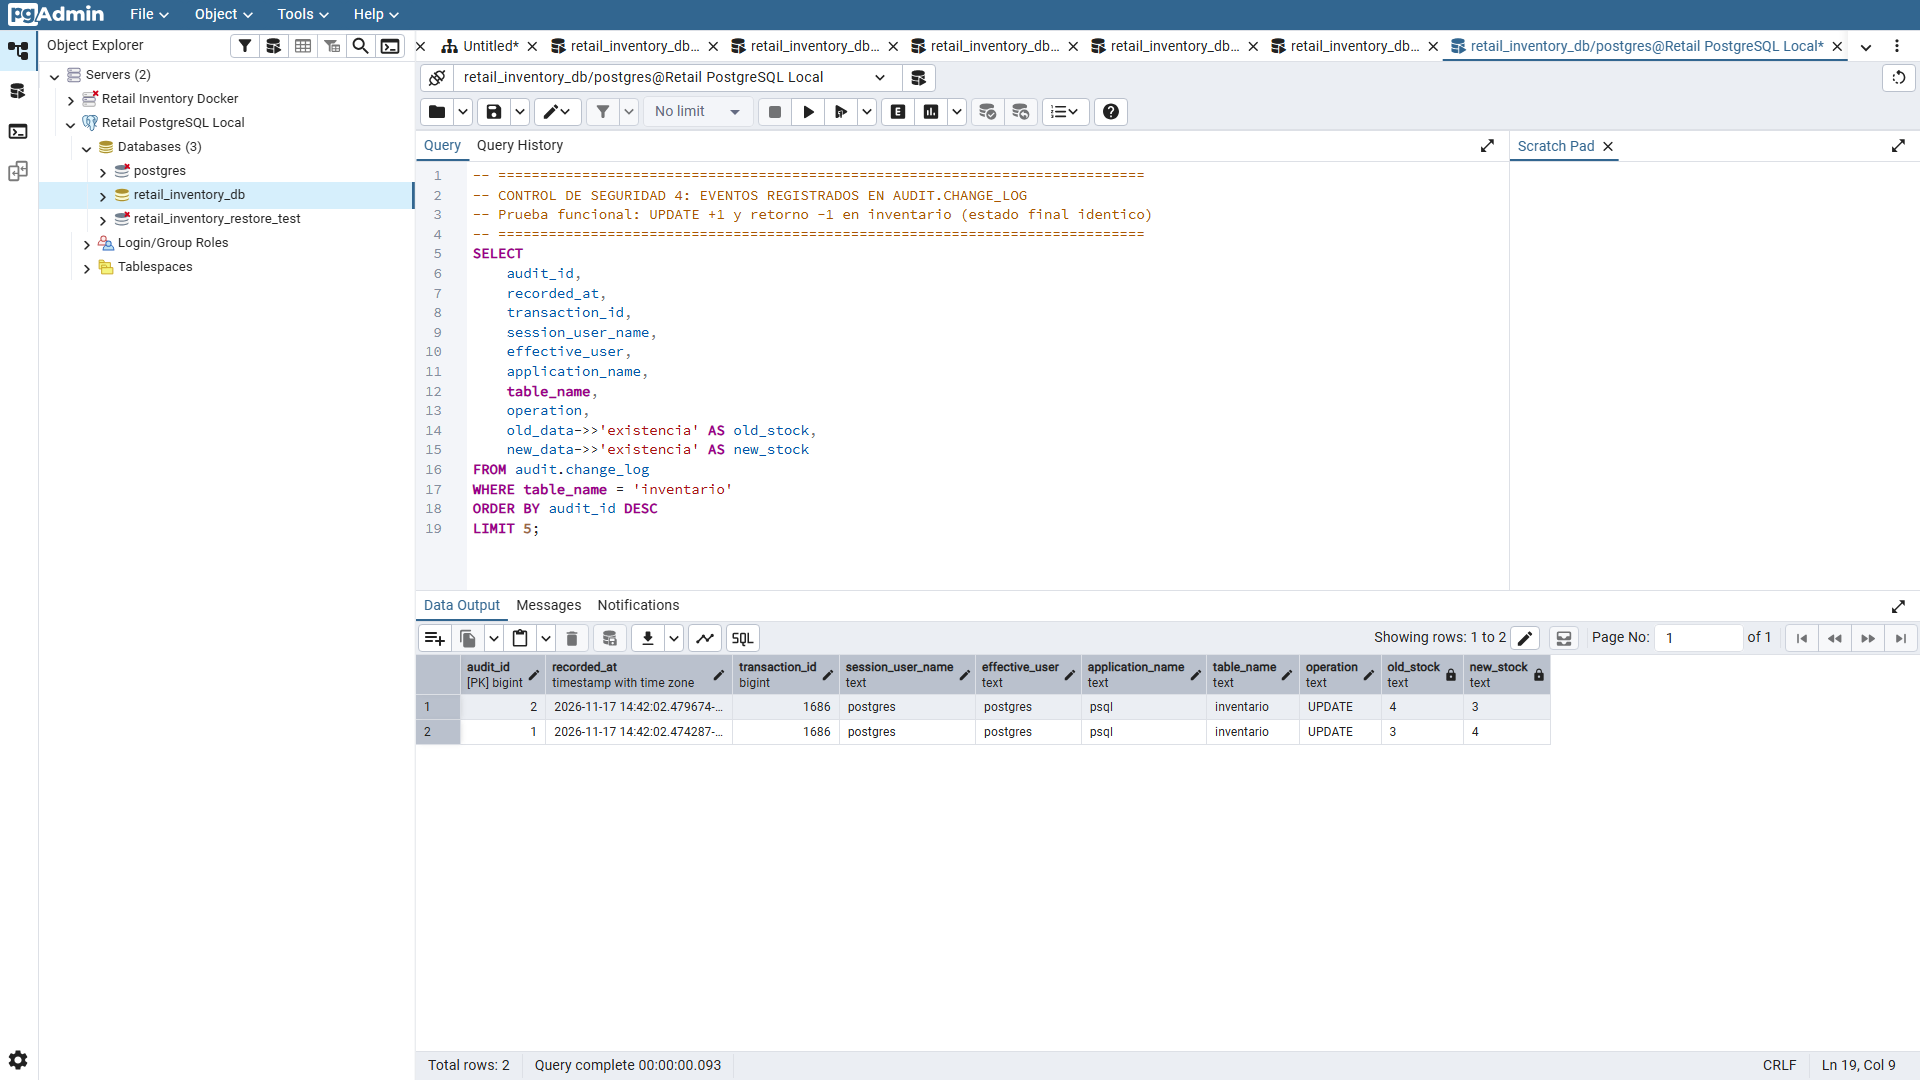 pgAdmin File Object Tools Help
Object Explorer
Untitled* retail_inventory_db... retail_inventory_db... retail_inventory_db... retail_inventory_db... retail_inventory_db... retail_inventory_db/postgres@Retail PostgreSQL Local*
Servers (2)
Retail Inventory Docker
Retail PostgreSQL Local
Databases (3)
postgres
retail_inventory_db
retail_inventory_restore_test
Login/Group Roles
Tablespaces
retail_inventory_db/postgres@Retail PostgreSQL Local
No limit
E
Query Query History
Scratch Pad
1 -- =============================================================================
2 -- CONTROL DE SEGURIDAD 4: EVENTOS REGISTRADOS EN AUDIT.CHANGE_LOG
3 -- Prueba funcional: UPDATE +1 y retorno -1 en inventario (estado final identico)
4 -- =============================================================================
5 SELECT
6 audit_id,
7 recorded_at,
8 transaction_id,
9 session_user_name,
10 effective_user,
11 application_name,
12 table_name,
13 operation,
14 old_data->>'existencia' AS old_stock,
15 new_data->>'existencia' AS new_stock
16 FROM audit.change_log
17 WHERE table_name = 'inventario'
18 ORDER BY audit_id DESC
19 LIMIT 5;
Data Output Messages Notifications
SQL
Showing rows: 1 to 2
Page No: 1 of 1
audit_id recorded_at transaction_id session_user_name effective_user application_name table_name operation old_stock new_stock
[PK] bigint timestamp with time zone bigint text text text text text text text
1 2 2026-11-17 14:42:02.479674-... 1686 postgres postgres psql inventario UPDATE 4 3
2 1 2026-11-17 14:42:02.474287-... 1686 postgres postgres psql inventario UPDATE 3 4
Total rows: 2 Query complete 00:00:00.093 CRLF Ln 19, Col 9